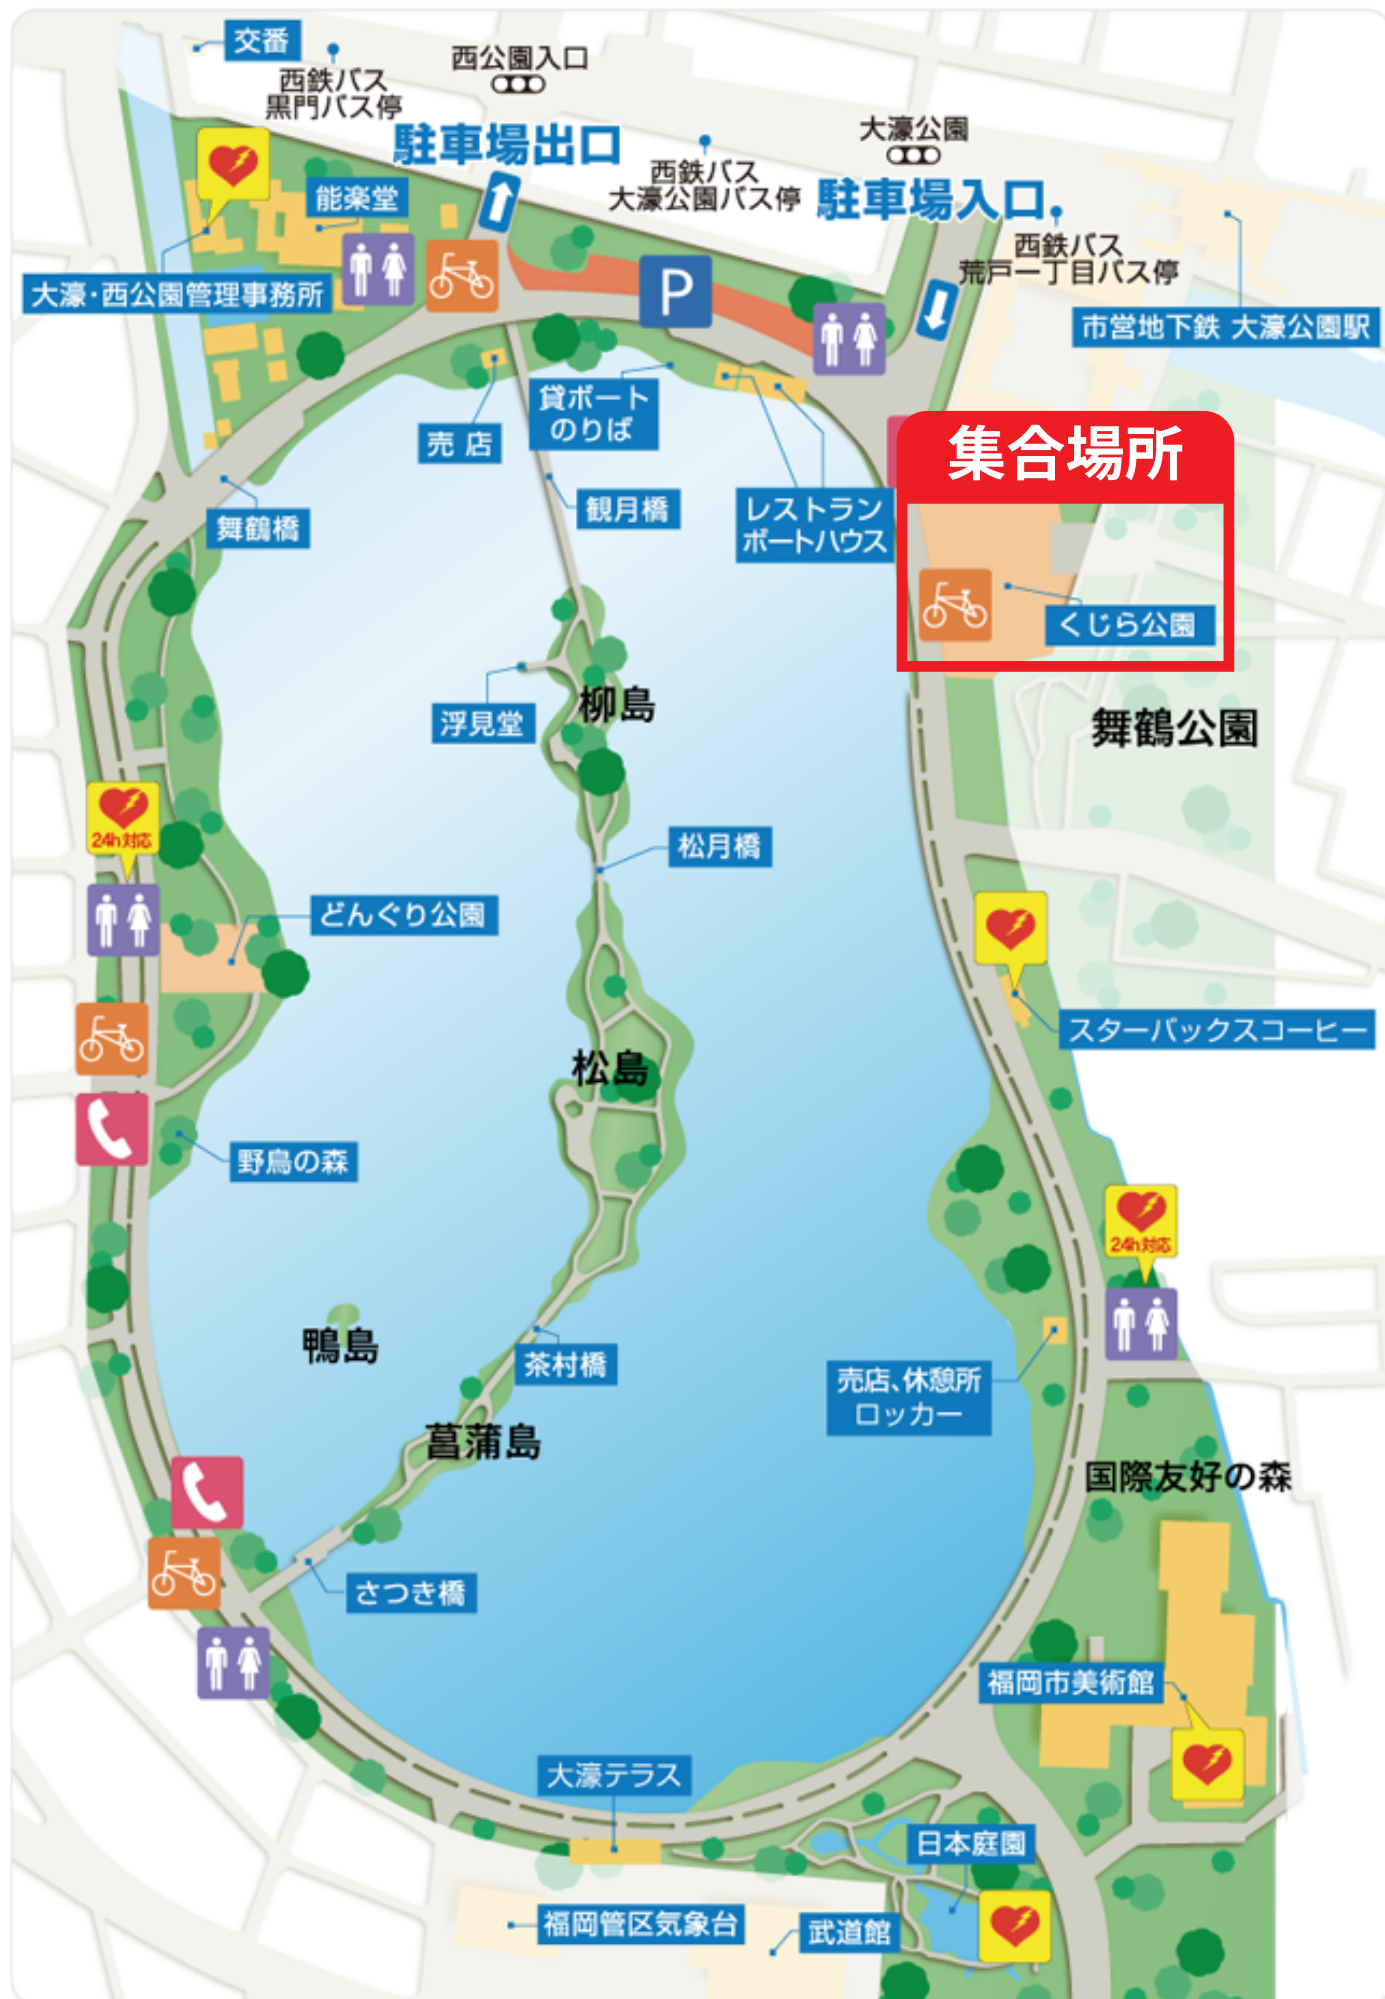 交番
西鉄バス
黒門バス停
西公園入口
駐車場出口
西鉄バス
大濠公園バス停
大濠公園
駐車場入口
西鉄バス
荒戸一丁目バス停
能楽堂
大濠・西公園管理事務所
P
市営地下鉄 大濠公園駅
売 店
貸ボート
のりば
集合場所
舞鶴橋
観月橋
レストラン
ボートハウス
くじら公園
浮見堂
柳島
舞鶴公園
24h対応
松月橋
どんぐり公園
スターバックスコーヒー
松島
野鳥の森
24h対応
鴨島
茶村橋
売店、休憩所
ロッカー
菖蒲島
国際友好の森
さつき橋
福岡市美術館
大濠テラス
日本庭園
福岡管区気象台
武道館